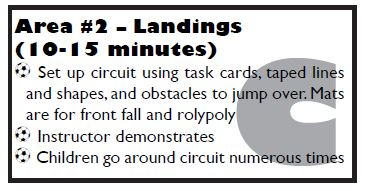 Area #2 – Landings
(10-15 minutes)
Set up circuit using task cards, taped lines
and shapes, and obstacles to jump over. Mats
are for front fall and rolypoly
Instructor demonstrates
Children go around circuit numerous times
C